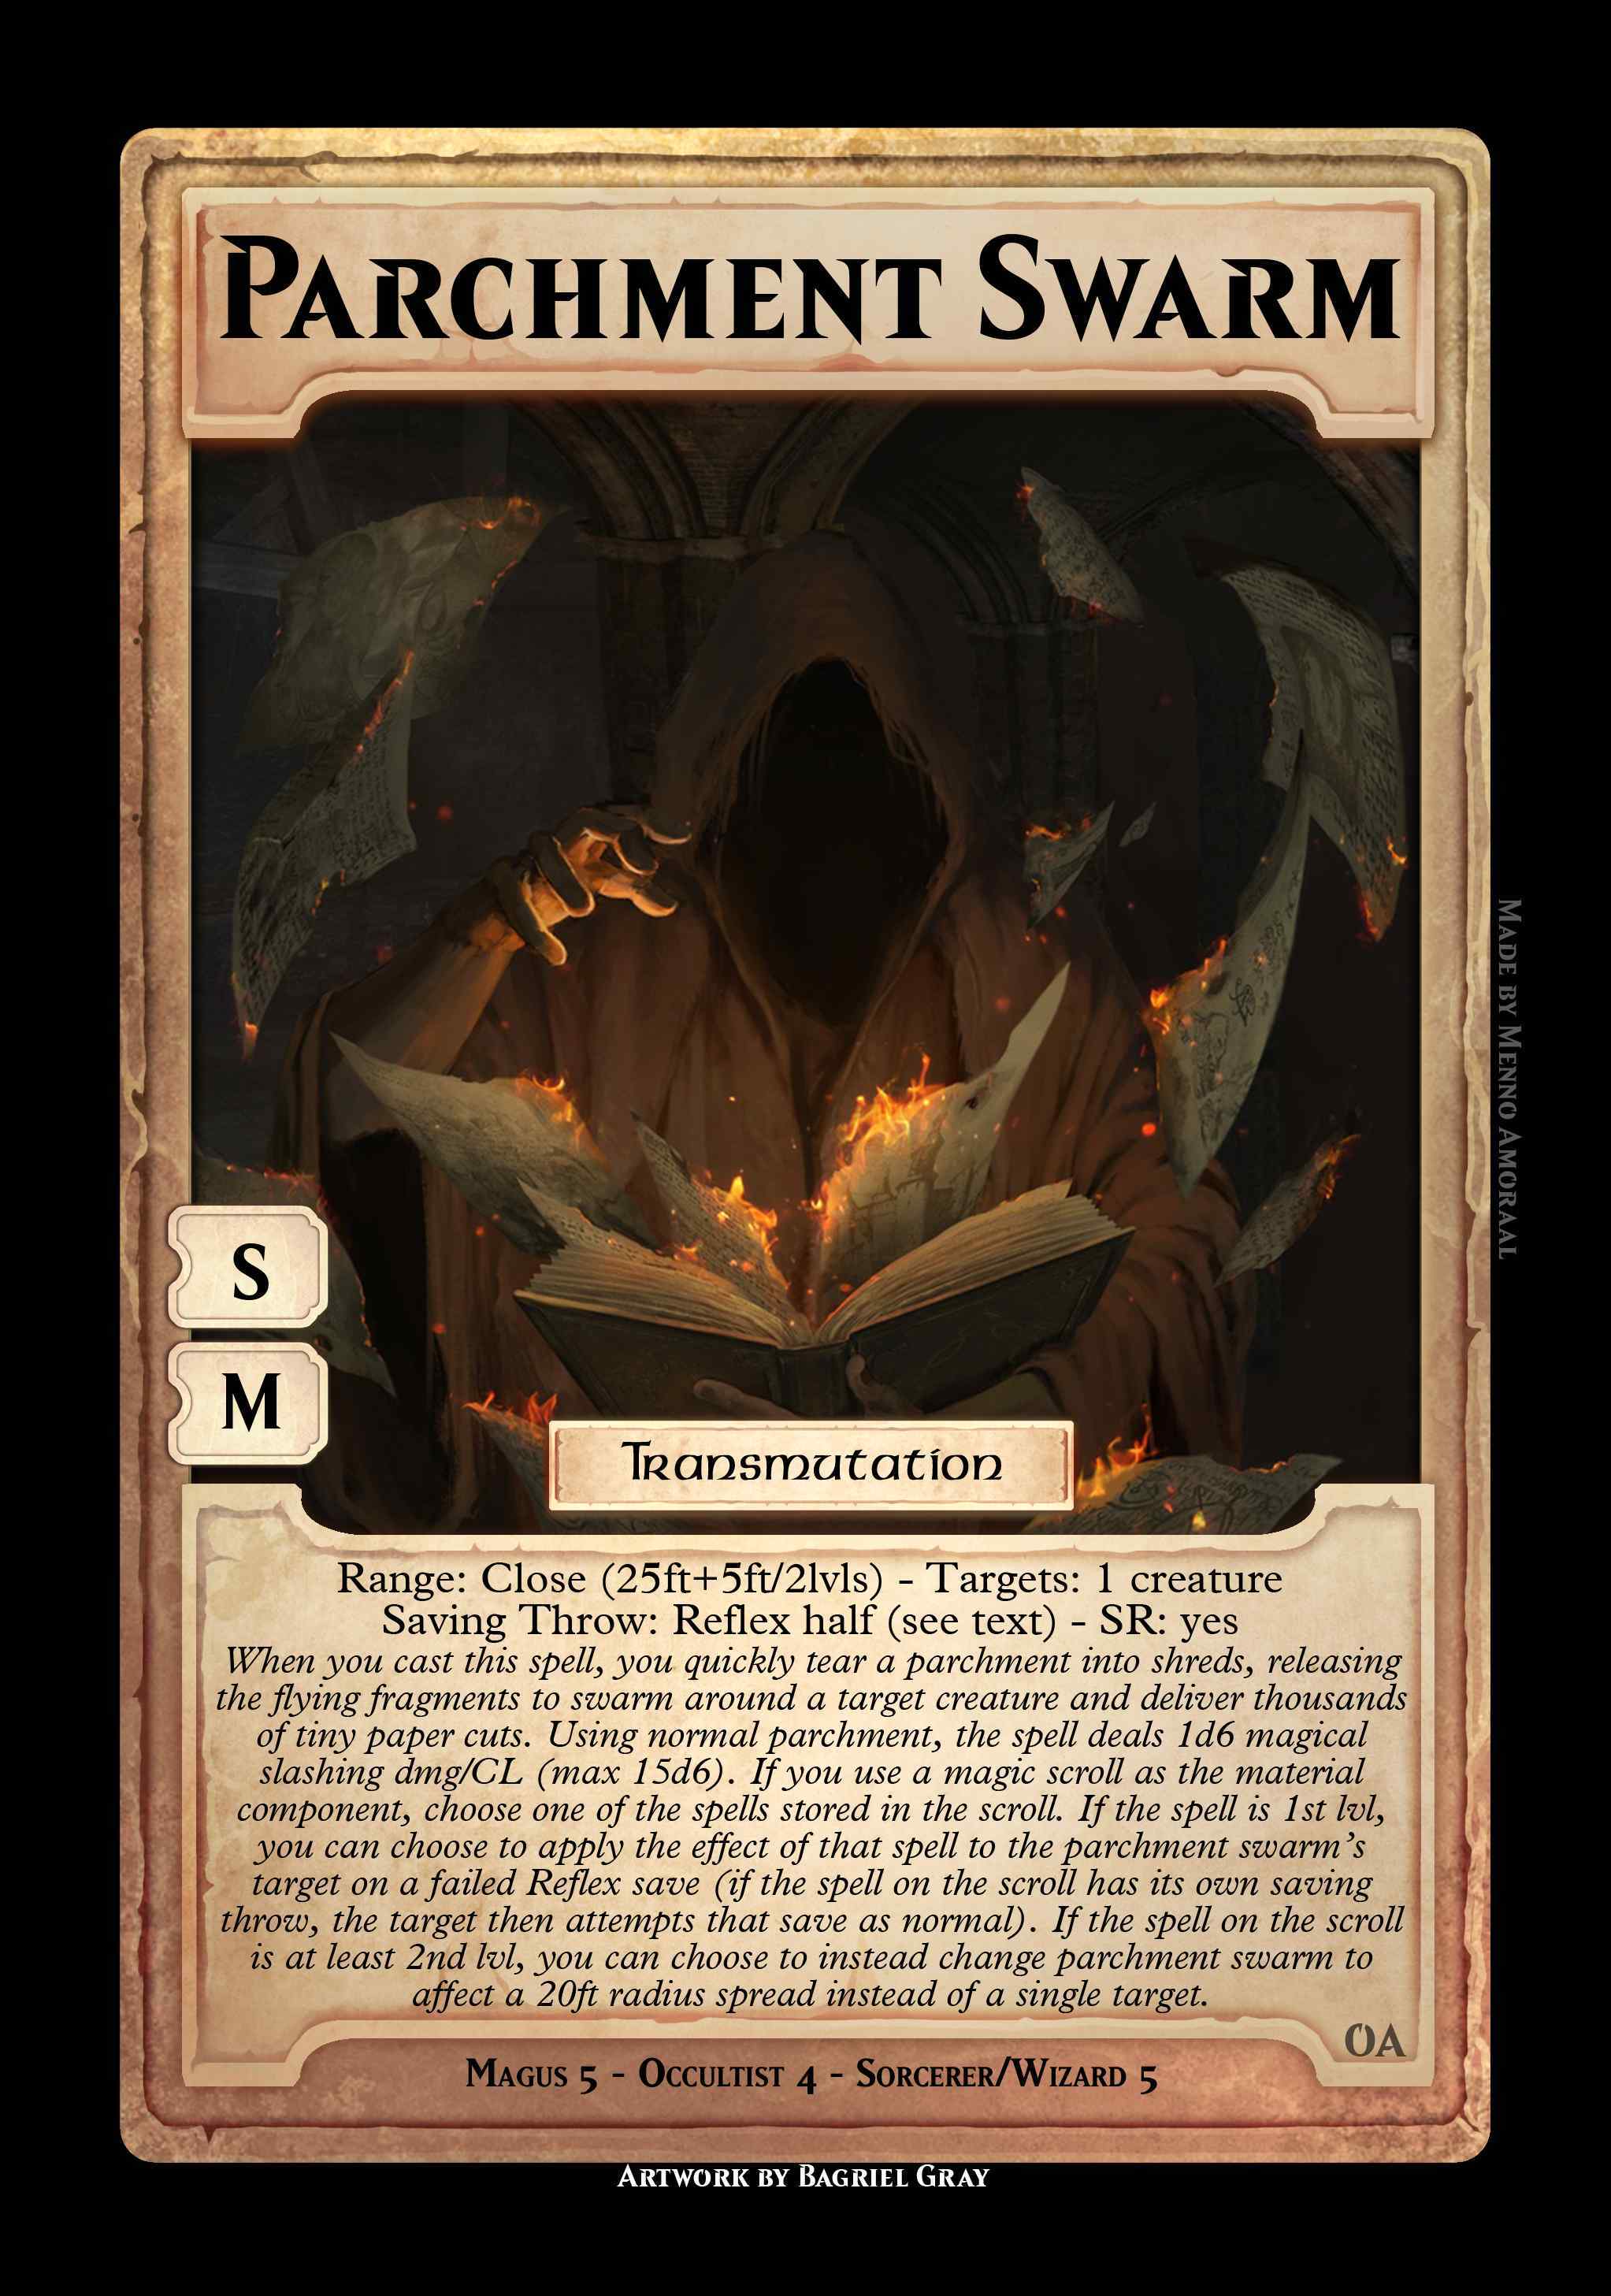 Parchment Swarm
Made by Menno Amoraal
S
M
Transmutation
Range: Close (25ft+5ft/2lvls) - Targets: 1 creature
Saving Throw: Reflex half (see text) - SR: yes
When you cast this spell, you quickly tear a parchment into shreds, releasing
the flying fragments to swarm around a target creature and deliver thousands
of tiny paper cuts. Using normal parchment, the spell deals 1d6 magical
slashing dmg/CL (max 15d6). If you use a magic scroll as the material
component, choose one of the spells stored in the scroll. If the spell is 1st lvl,
you can choose to apply the effect of that spell to the parchment swarm's
target on a failed Reflex save (if the spell on the scroll has its own saving
throw, the target then attempts that save as normal). If the spell on the scroll
is at least 2nd lvl, you can choose to instead change parchment swarm to
affect a 20ft radius spread instead of a single target.
OA
Magus 5 - Occultist 4 - Sorcerer/Wizard 5
Artwork by Bagriel Gray